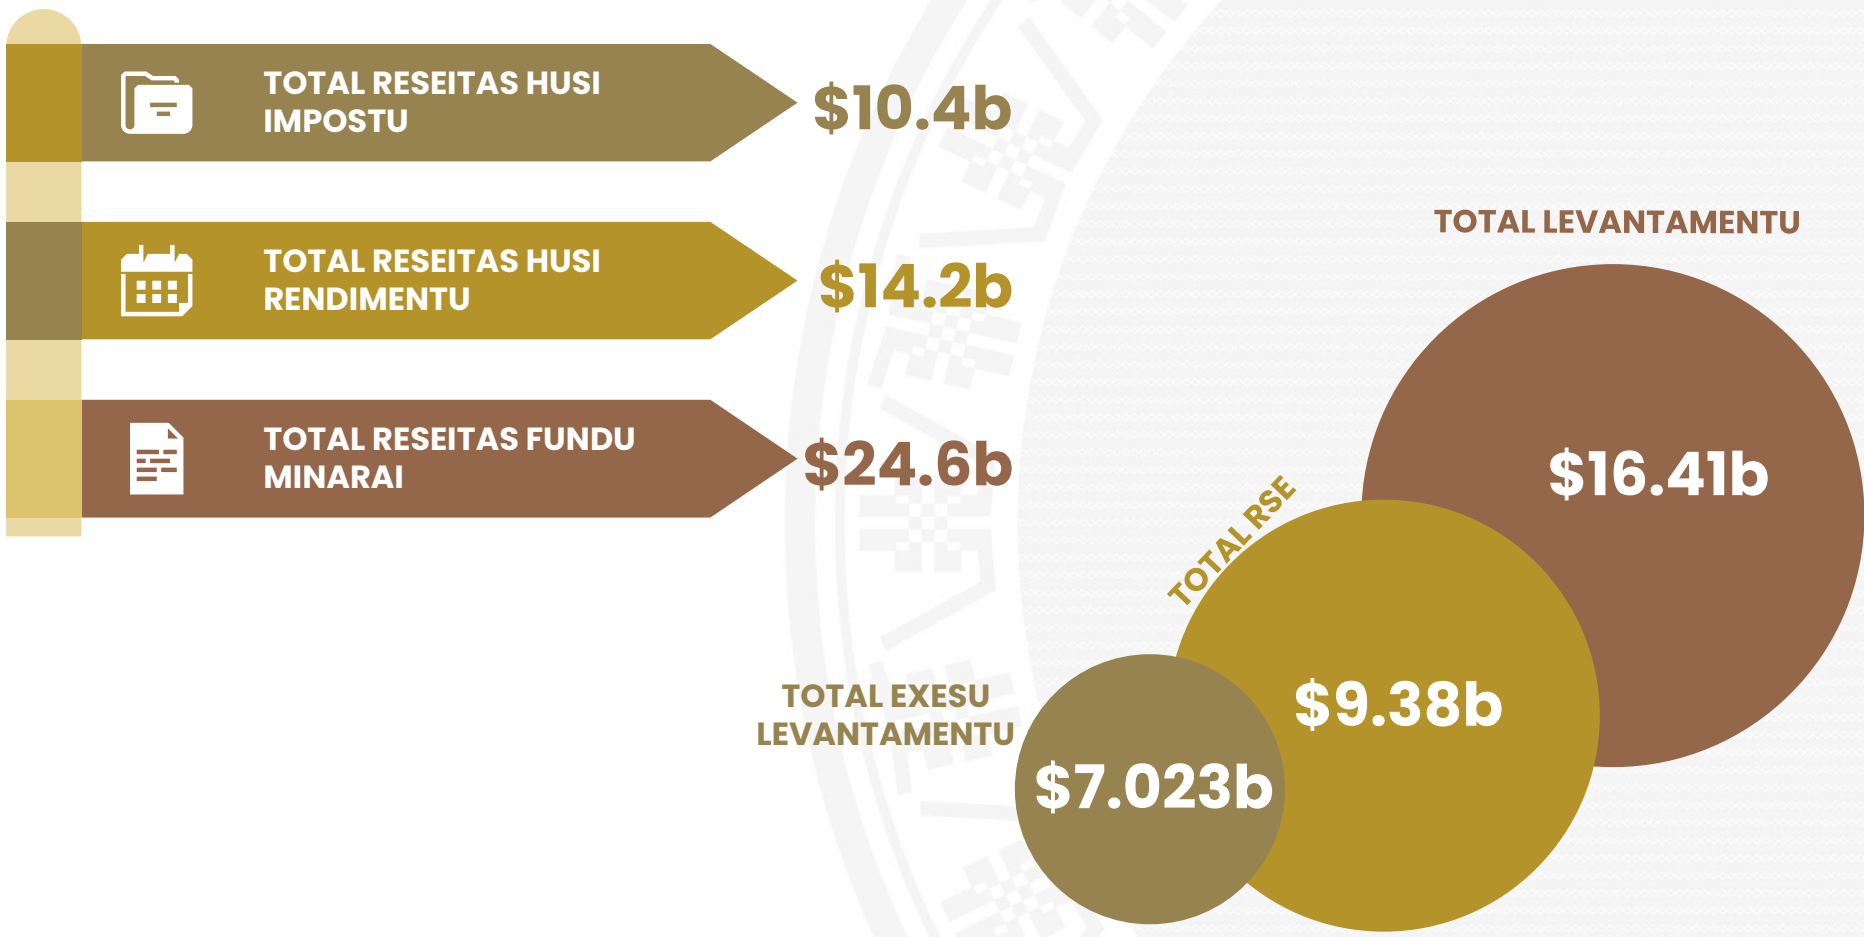 TOTAL RESEITAS HUSI
IMPOSTU
$10.4b
TOTAL RESEITAS HUSI
RENDIMENTU
$14.2b
TOTAL RESEITAS FUNDU
MINARAI
$24.6b
TOTAL LEVANTAMENTU
$16.41b
TOTAL RSE
$9.38b
TOTAL EXESU
LEVANTAMENTU
$7.023b